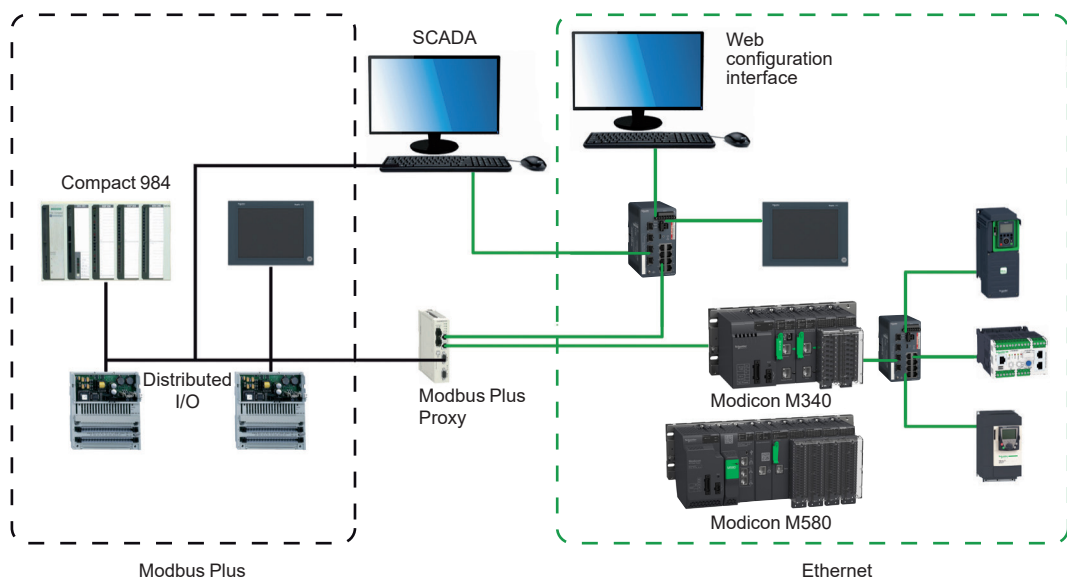 SCADA
Web
configuration
interface
Compact 984
Distributed
I/O
Modbus Plus
Proxy
Modicon M340
Modicon M580
Modbus Plus
Ethernet